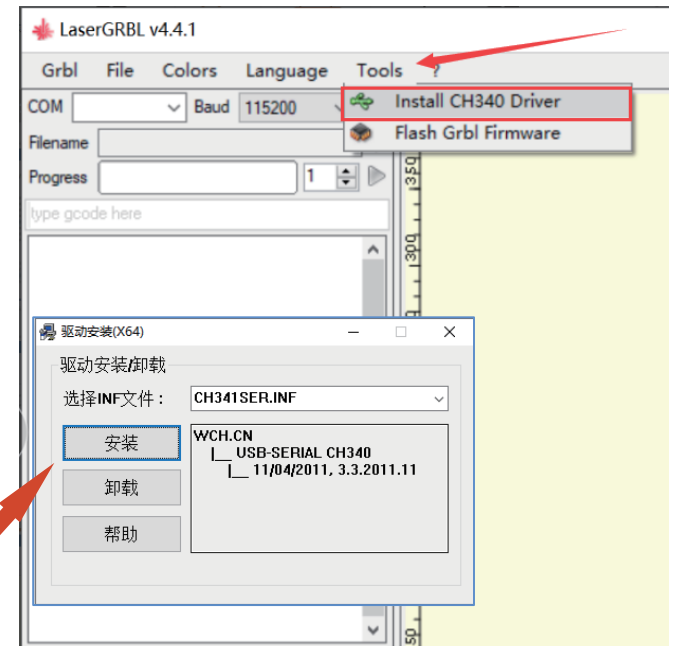 LaserGRBL v4.4.1
Grbl File Colors Language Tools ?
COM Baud 115200
Install CH340 Driver
Flash Grbl Firmware
Filename
Progress 1
350
type gcode here
300
驱动安装(X64)
驱动安装/卸载
选择INF文件: CH341SER.INF
安装
卸载
帮助
WCH.CN
|__ USB-SERIAL CH340
|__ 11/04/2011, 3.3.2011.11
50